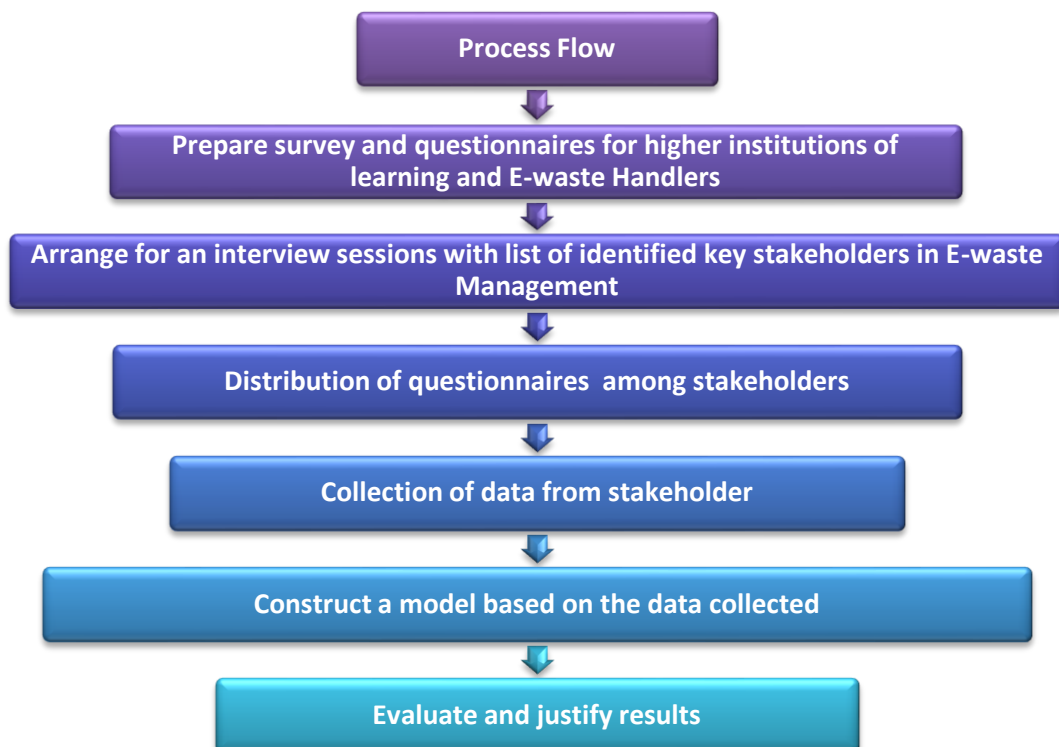 Process Flow
Prepare survey and questionnaires for higher institutions of
learning and E-waste Handlers
Arrange for an interview sessions with list of identified key stakeholders in E-waste
Management
Distribution of questionnaires  among stakeholders
Collection of data from stakeholder
Construct a model based on the data collected
Evaluate and justify results